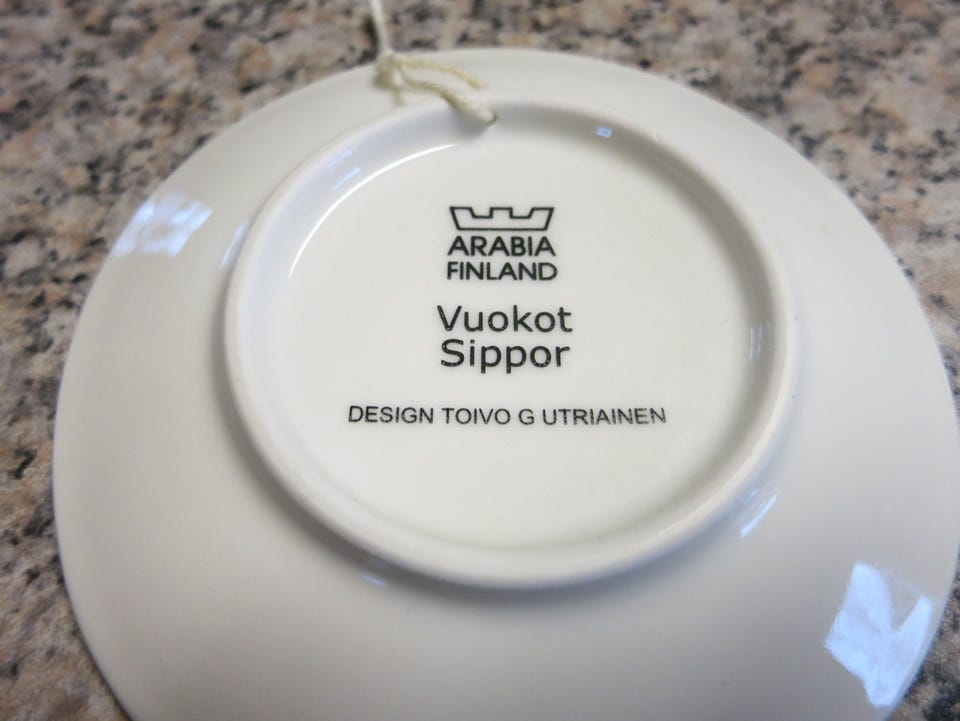 ARABIA
FINLAND
Vuokot
Sippor
DESIGN TOIVO G UTRIAINEN